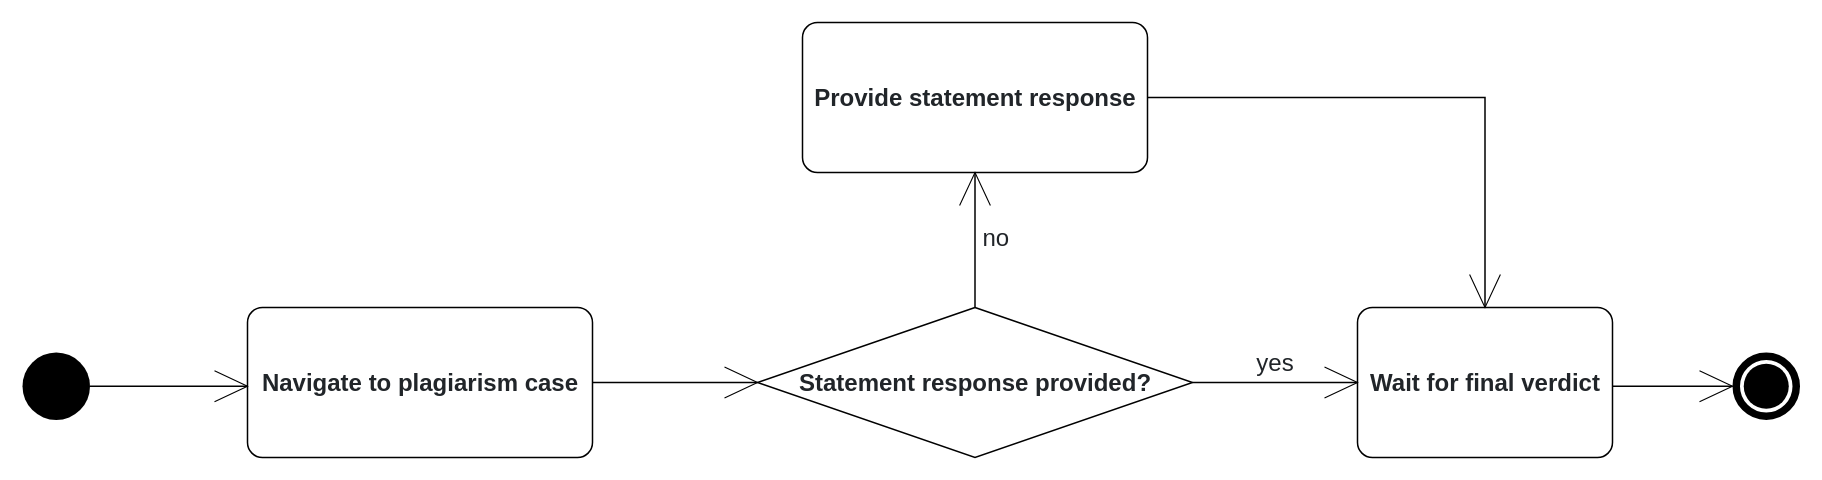 Provide statement response
no
Navigate to plagiarism case
Statement response provided?
yes
Wait for final verdict